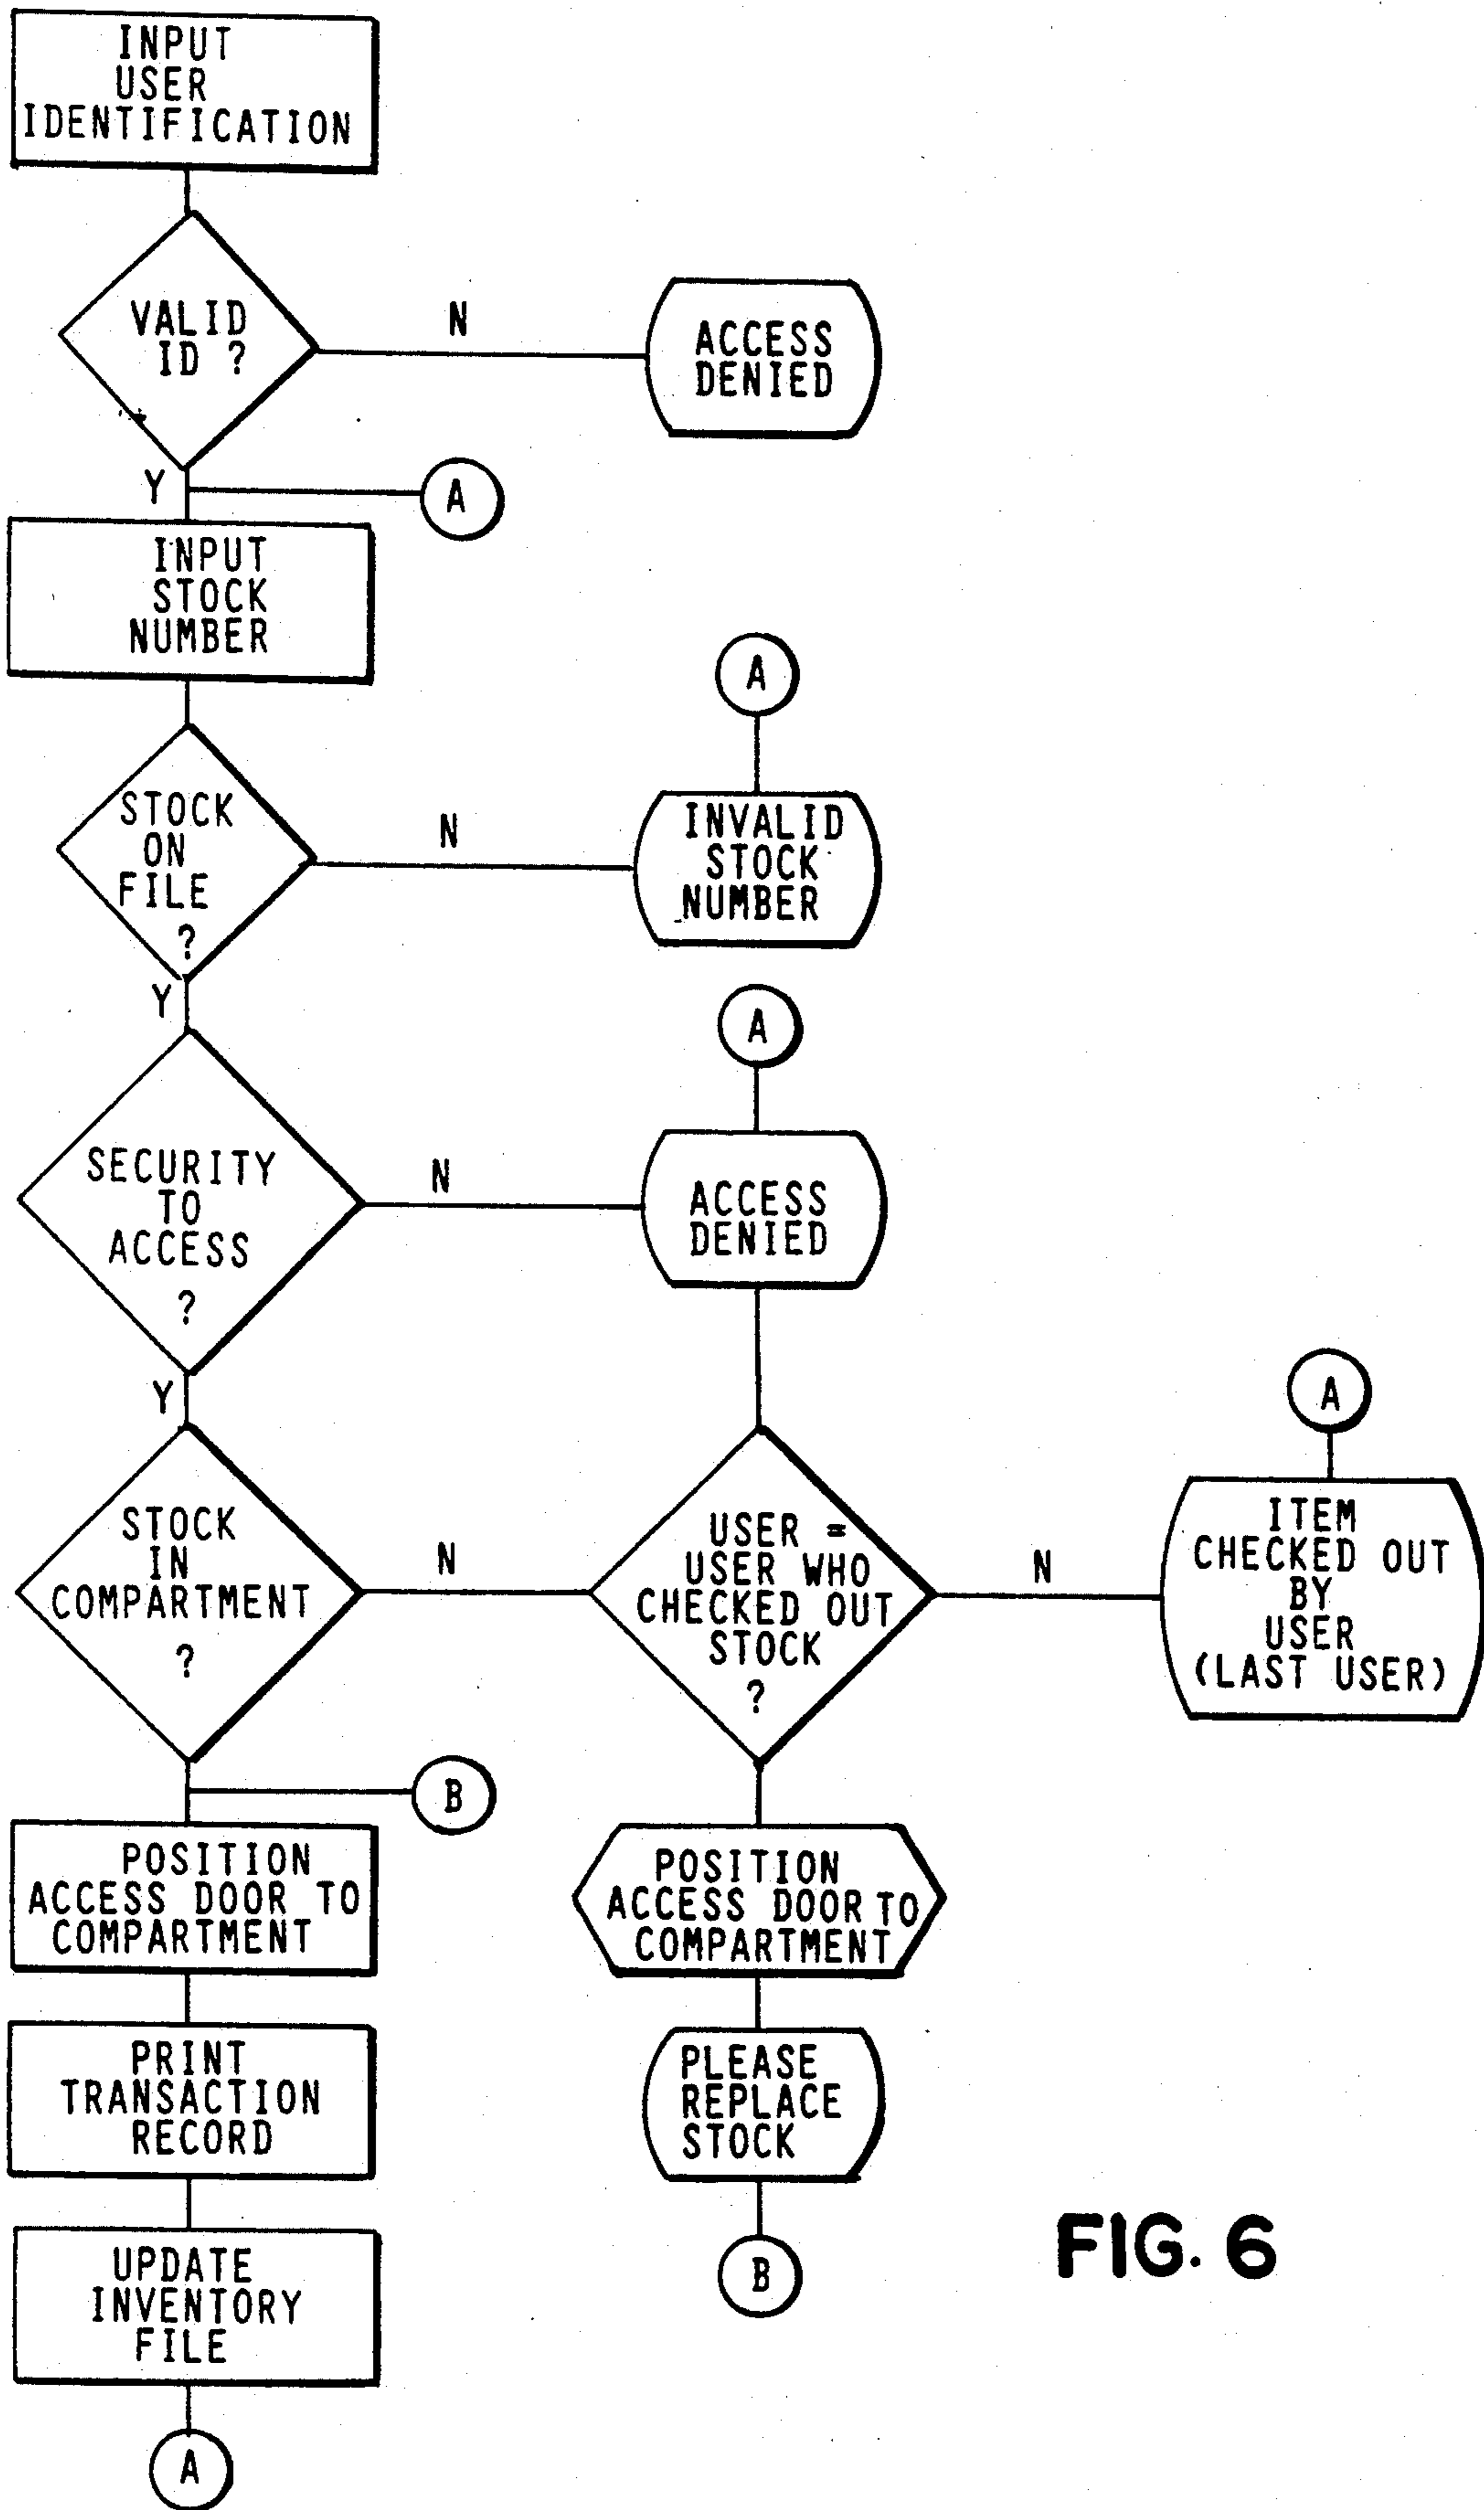 INPUT
USER
IDENTIFICATION
VALID
ID ?
N
ACCESS
DENIED
Y
A
INPUT
STOCK
NUMBER
A
STOCK
ON
FILE
?
N
INVALID
STOCK
NUMBER
Y
A
SECURITY
TO
ACCESS
?
N
ACCESS
DENIED
Y
A
STOCK
IN
COMPARTMENT
?
N
USER =
USER WHO
CHECKED OUT
STOCK
?
N
ITEM
CHECKED OUT
BY
USER
(LAST USER)
B
POSITION
ACCESS DOOR TO
COMPARTMENT
POSITION
ACCESS DOOR TO
COMPARTMENT
PRINT
TRANSACTION
RECORD
PLEASE
REPLACE
STOCK
UPDATE
INVENTORY
FILE
B
A
FIG. 6